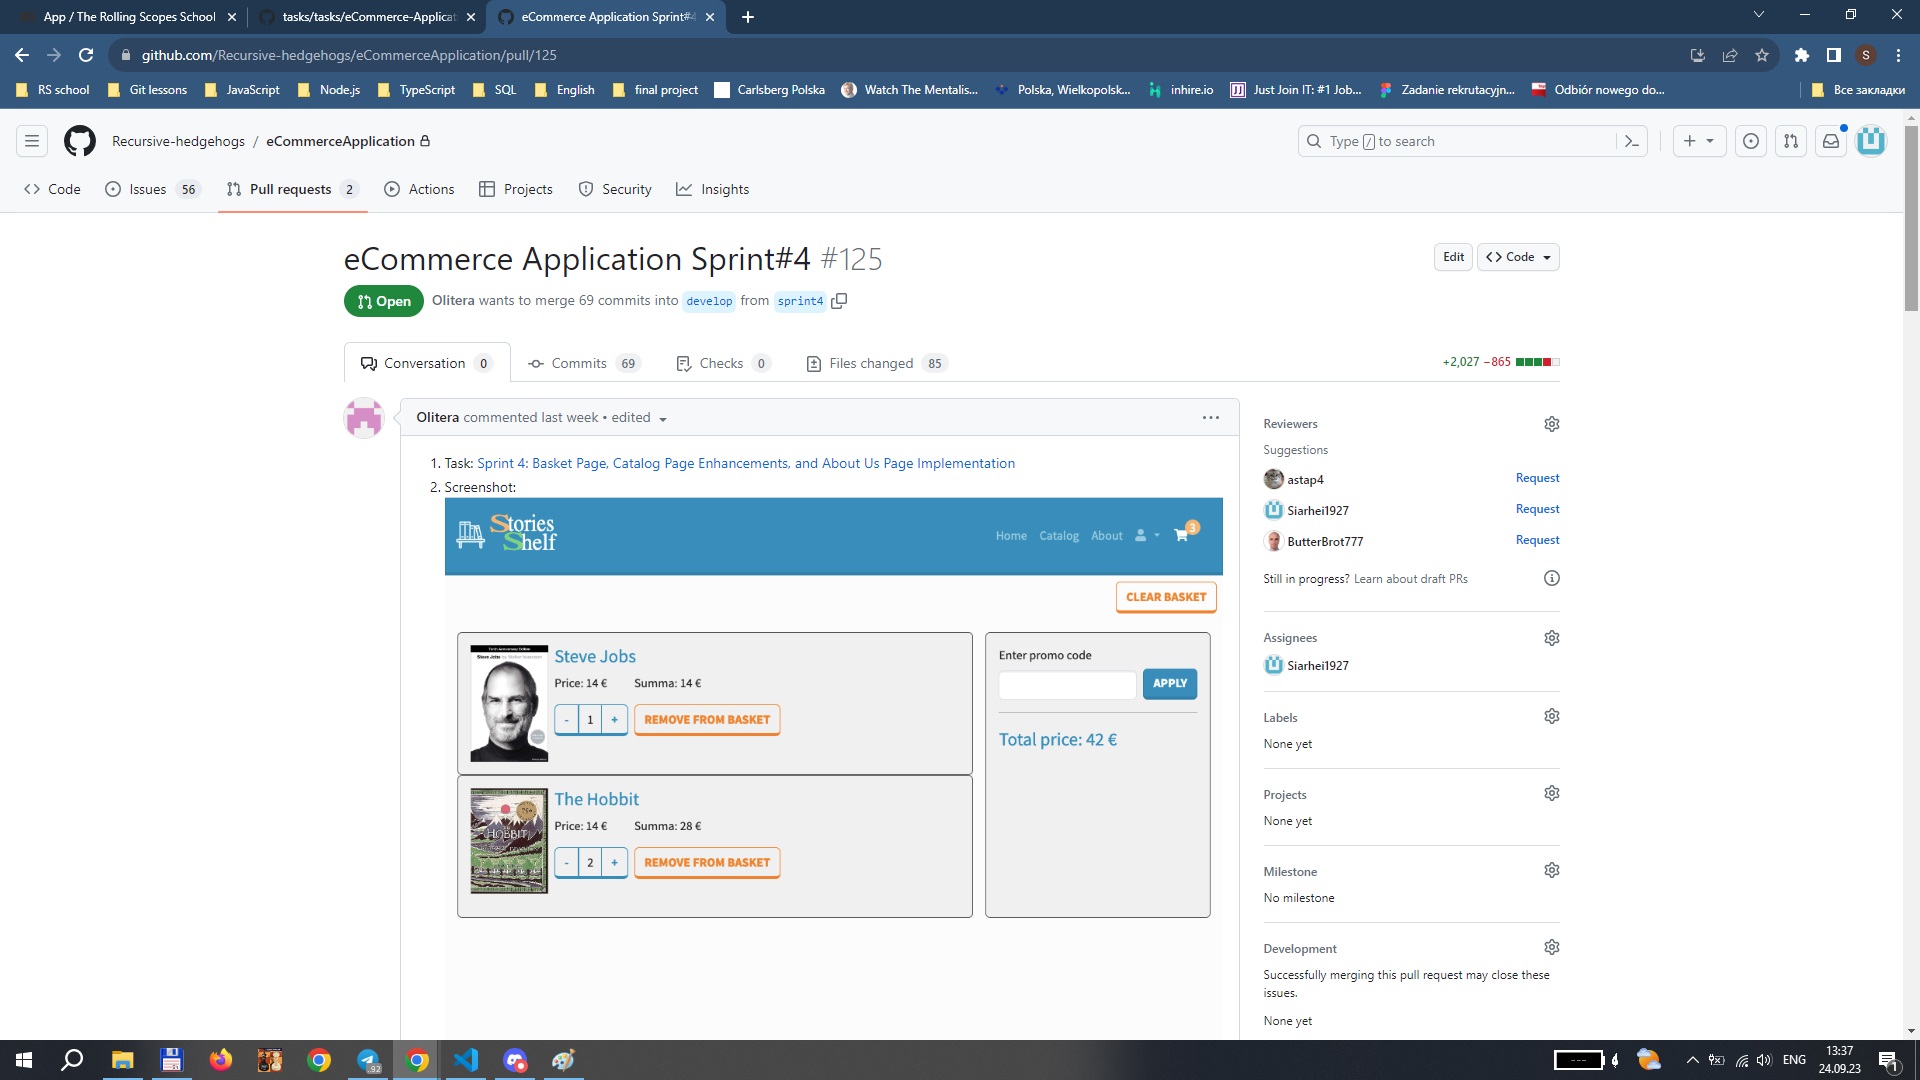 App / The Rolling Scopes School
tasks/tasks/eCommerce-Applicat
eCommerce Application Sprint#4
github.com/Recursive-hedgehogs/eCommerceApplication/pull/125
S
RS school
Git lessons
JavaScript
Node.js
TypeScript
SQL
English
final project
Carlsberg Polska
Watch The Mentalis...
Polska, Wielkopolsk...
inhire.io
Just Join IT: #1 Job...
Zadanie rekrutacyjn...
Odbiór nowego do...
Все закладки
Recursive-hedgehogs / eCommerceApplication
Type / to search
Code
Issues 56
Pull requests 2
Actions
Projects
Security
Insights
eCommerce Application Sprint#4 #125
Edit
Code
Open
Olitera wants to merge 69 commits into develop from sprint4
Conversation 0
Commits 69
Checks 0
Files changed 85
+2,027 −865
Olitera commented last week • edited
1. Task: Sprint 4: Basket Page, Catalog Page Enhancements, and About Us Page Implementation
2. Screenshot:
Stories
Shelf
Home
Catalog
About
3
CLEAR BASKET
Steve Jobs
Price: 14 €
Summa: 14 €
- 1 +
REMOVE FROM BASKET
The Hobbit
Price: 14 €
Summa: 28 €
- 2 +
REMOVE FROM BASKET
HOBBIT
Enter promo code
APPLY
Total price: 42 €
Reviewers
Suggestions
astap4
Request
Siarhei1927
Request
ButterBrot777
Request
Still in progress? Learn about draft PRs
Assignees
Siarhei1927
Labels
None yet
Projects
None yet
Milestone
No milestone
Development
Successfully merging this pull request may close these
issues.
None yet
92
ENG
13:37
24.09.23
1